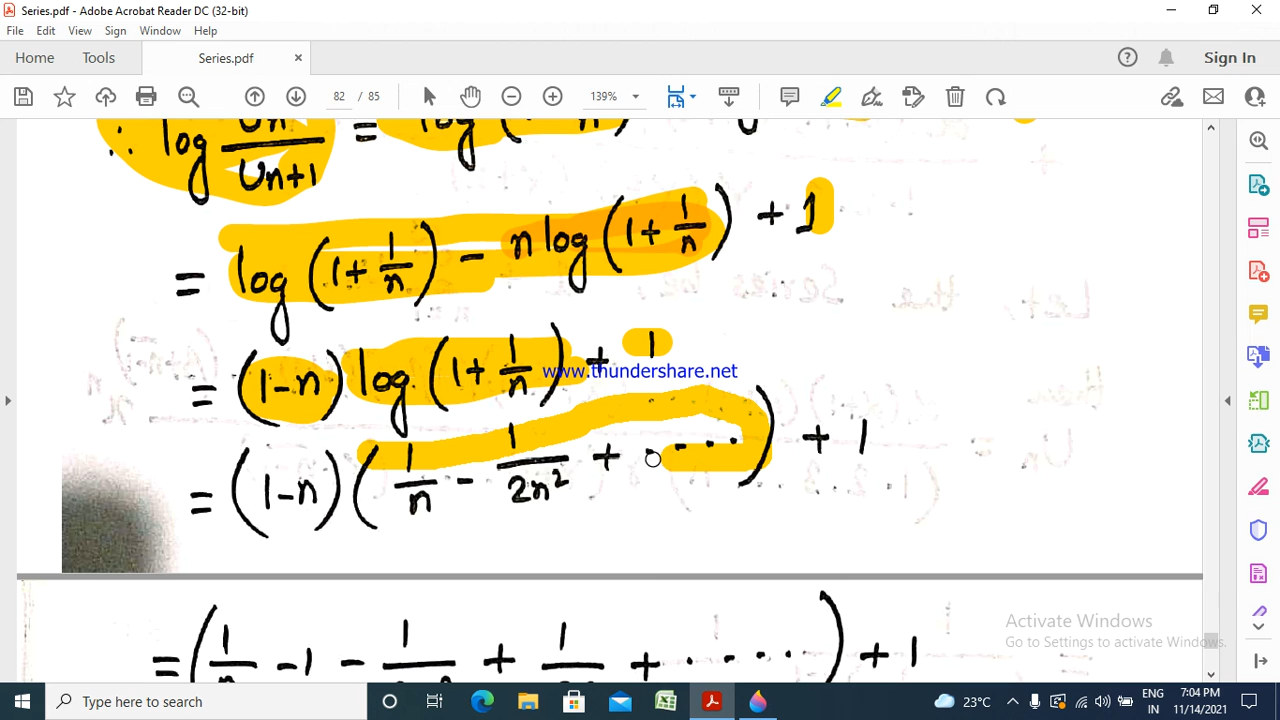 Series.pdf - Adobe Acrobat Reader DC (32-bit)
File Edit View Sign Window Help
Home Tools Series.pdf × Sign In
82 / 85 139%
∴ log Un/Un+1 = log
= log (1+ 1/n) - n log (1+ 1/n) + 1
= (1-n) log (1+ 1/n) + 1
www.thundershare.net
= (1-n) (1/n - 1/2n² + ....) + 1
Activate Windows
Go to Settings to activate Windows.
Type here to search 23°C ENG IN 7:04 PM 11/14/2021